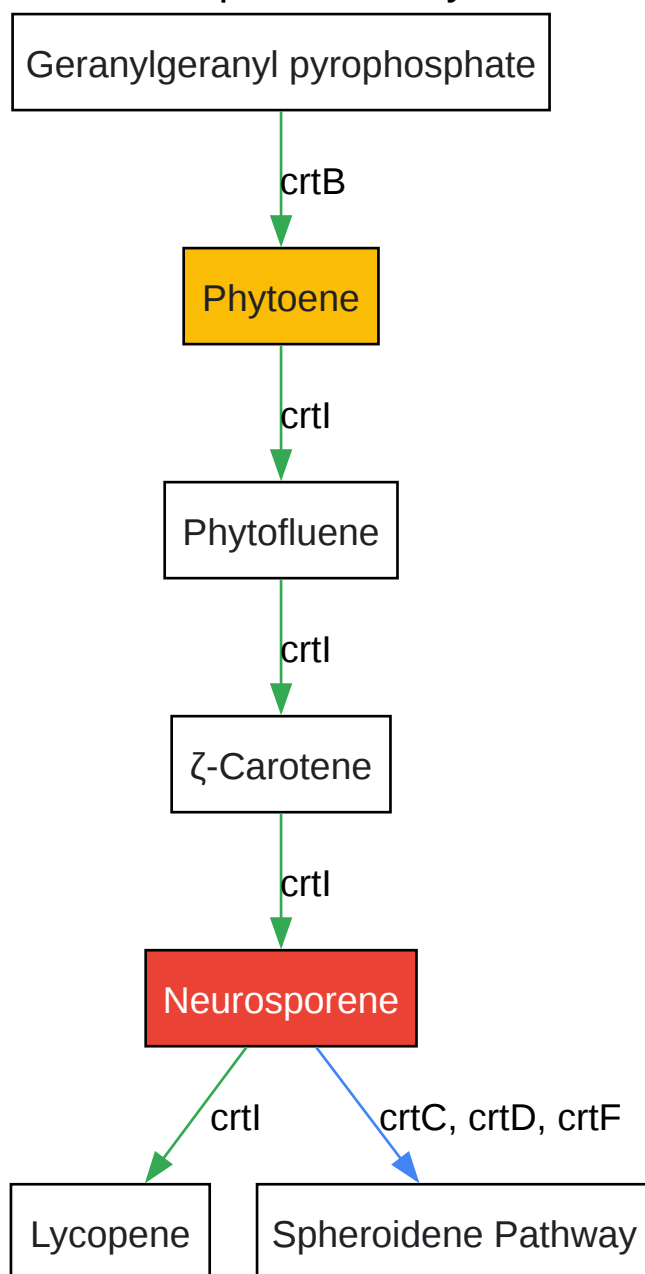 Geranylgeranyl pyrophosphate
crtB
Phytoene
crtI
Phytofluene
crtI
ζ-Carotene
crtI
Neurosporene
crtI
crtC, crtD, crtF
Lycopene
Spheroidene Pathway